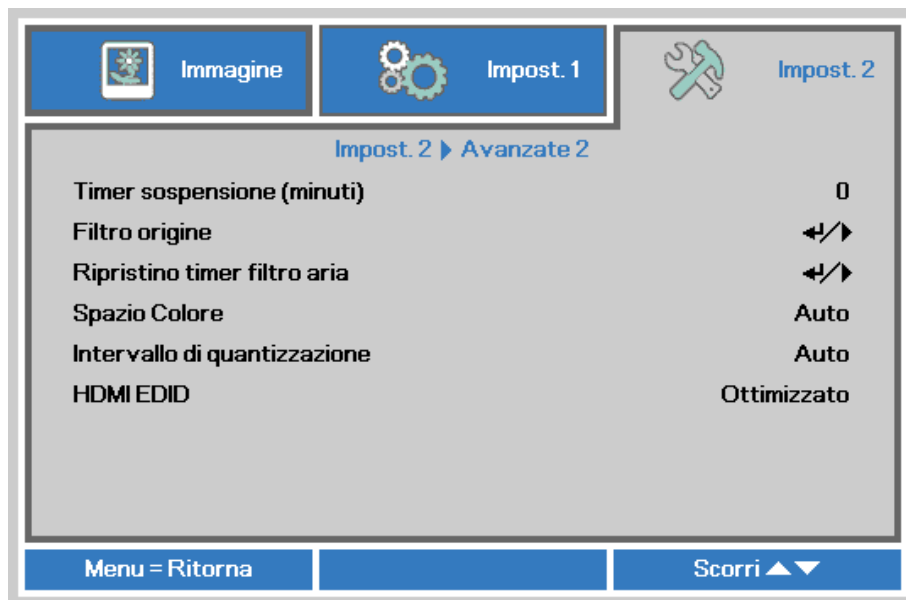 Immagine
Impost. 1
Impost. 2
Impost. 2 ▶ Avanzate 2
Timer sospensione (minuti) 0
Filtro origine ↵/▶
Ripristino timer filtro aria ↵/▶
Spazio Colore Auto
Intervallo di quantizzazione Auto
HDMI EDID Ottimizzato
Menu = Ritorna
Scorri ▲▼